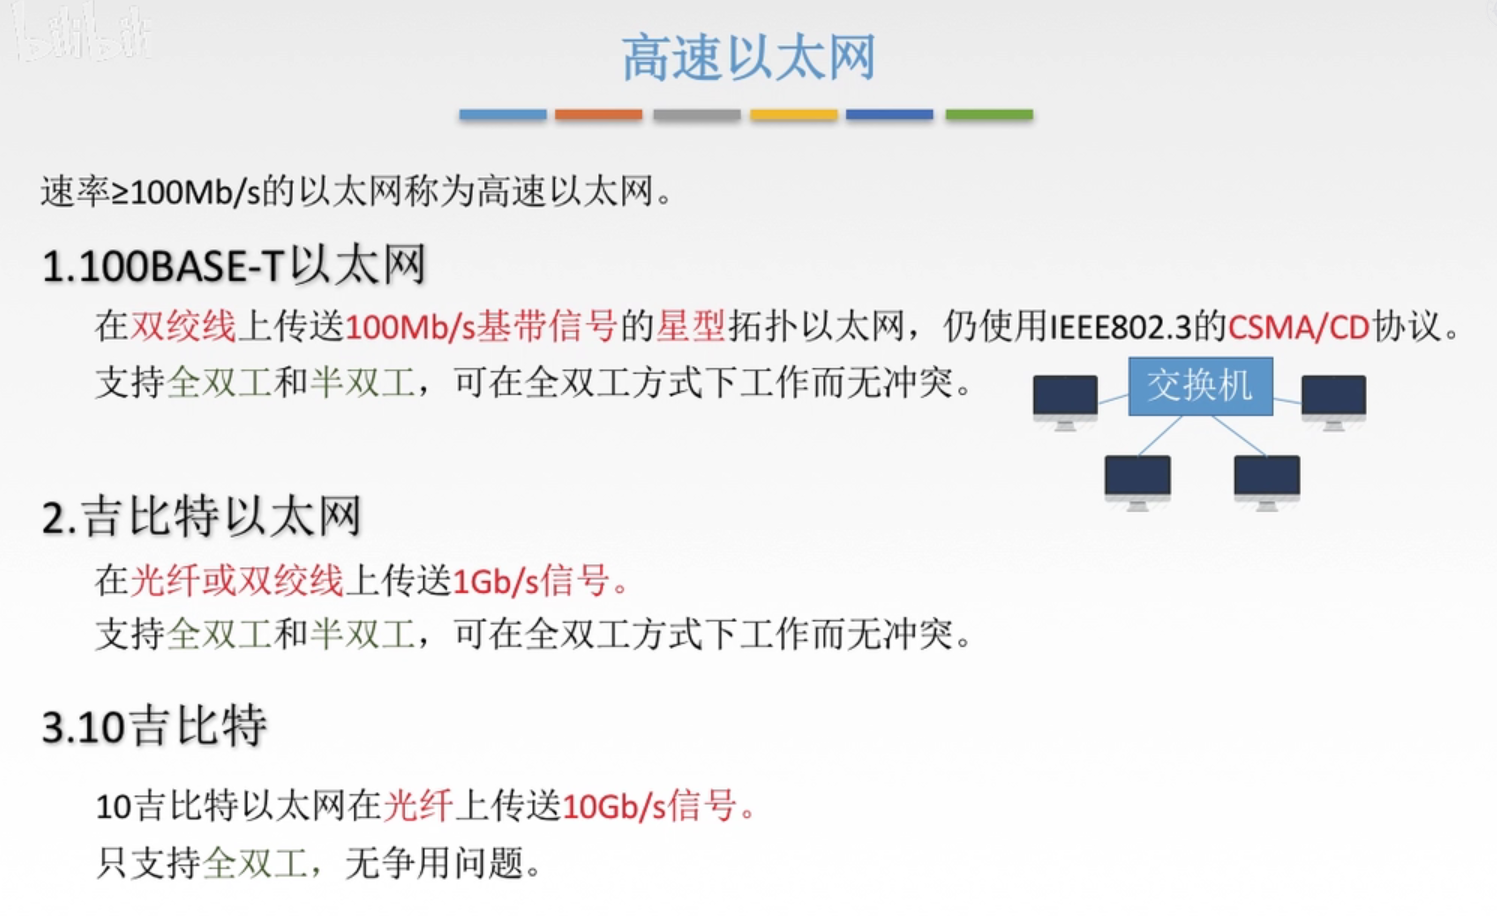 bilibili
高速以太网
速率≥100Mb/s的以太网称为高速以太网。
1.100BASE-T以太网
在双绞线上传送100Mb/s基带信号的星型拓扑以太网，仍使用IEEE802.3的CSMA/CD协议。
支持全双工和半双工，可在全双工方式下工作而无冲突。
交换机
2.吉比特以太网
在光纤或双绞线上传送1Gb/s信号。
支持全双工和半双工，可在全双工方式下工作而无冲突。
3.10吉比特
10吉比特以太网在光纤上传送10Gb/s信号。
只支持全双工，无争用问题。